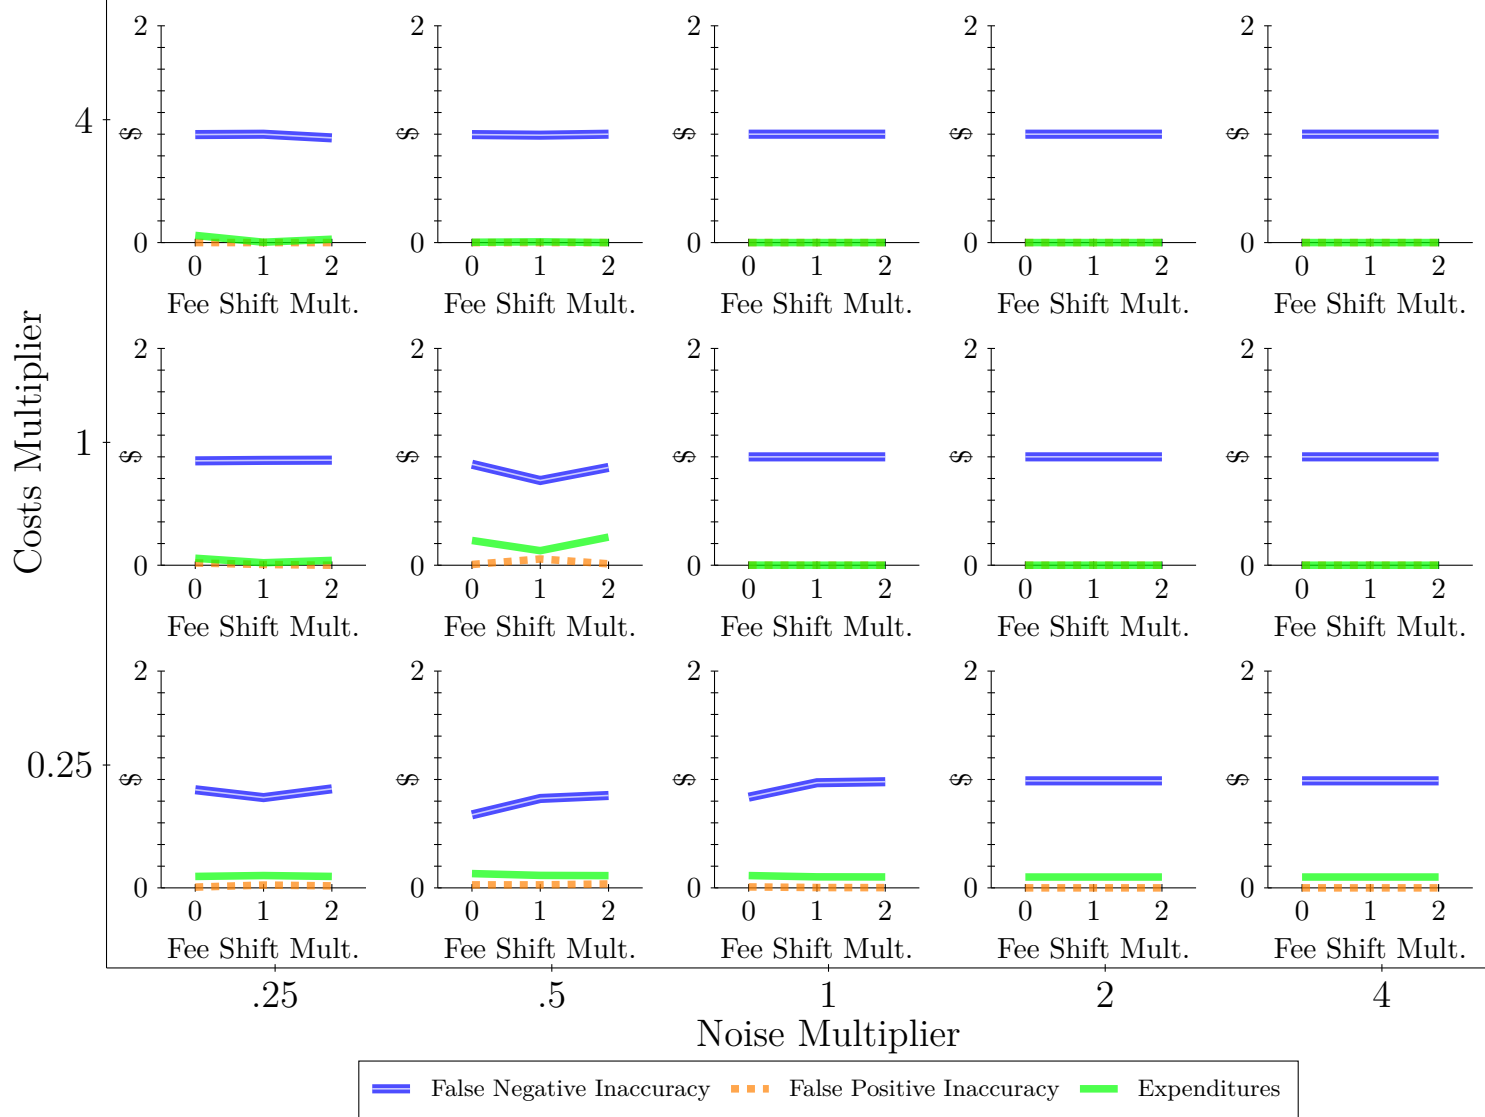 2 2 2 2 2
4 $ $ $ $ $
0 0 0 0 0
0 1 2 0 1 2 0 1 2 0 1 2 0 1 2
Fee Shift Mult. Fee Shift Mult. Fee Shift Mult. Fee Shift Mult. Fee Shift Mult.
Costs Multiplier
2 2 2 2 2
1 $ $ $ $ $
0 0 0 0 0
0 1 2 0 1 2 0 1 2 0 1 2 0 1 2
Fee Shift Mult. Fee Shift Mult. Fee Shift Mult. Fee Shift Mult. Fee Shift Mult.
2 2 2 2 2
0.25 $ $ $ $ $
0 0 0 0 0
0 1 2 0 1 2 0 1 2 0 1 2 0 1 2
Fee Shift Mult. Fee Shift Mult. Fee Shift Mult. Fee Shift Mult. Fee Shift Mult.
.25 .5 1 2 4
Noise Multiplier
False Negative Inaccuracy False Positive Inaccuracy Expenditures